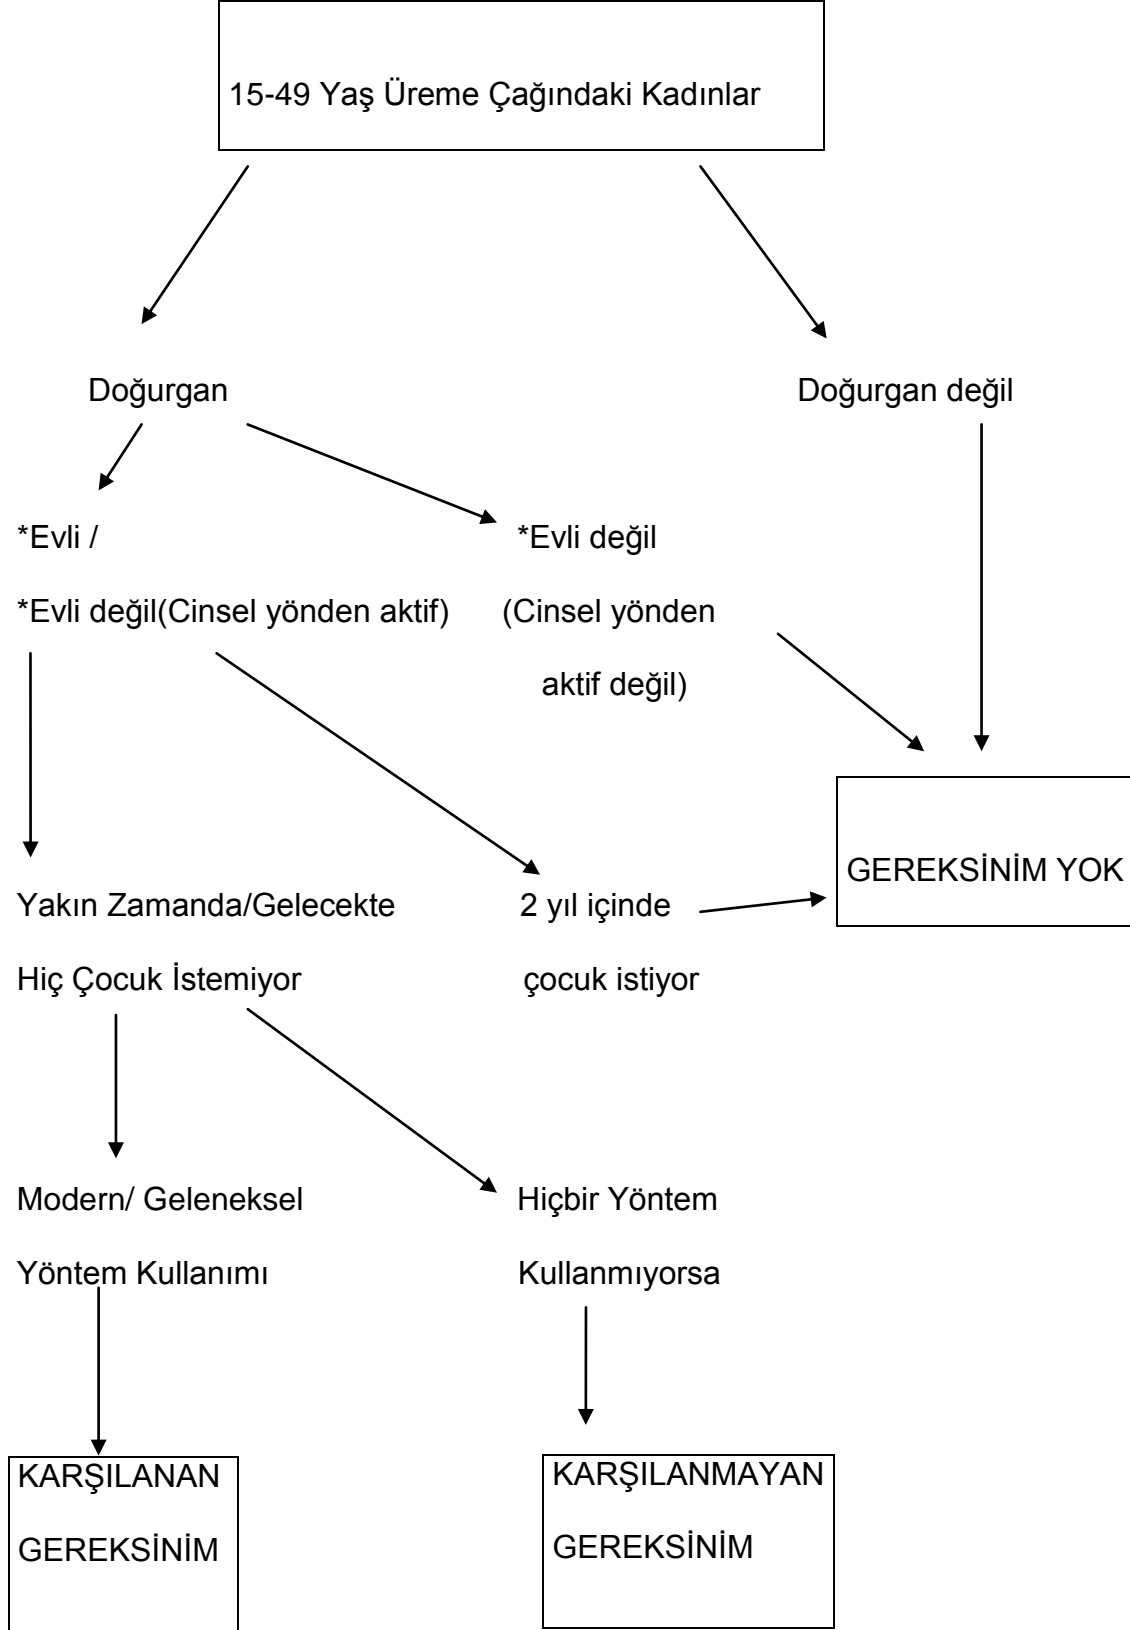 15-49 Yaş Üreme Çağındaki Kadınlar
Doğurgan
Doğurgan değil
*Evli /
*Evli değil
*Evli değil(Cinsel yönden aktif)
(Cinsel yönden
aktif değil)
GEREKSİNİM YOK
Yakın Zamanda/Gelecekte
2 yıl içinde
Hiç Çocuk İstemiyor
çocuk istiyor
Modern/ Geleneksel
Hiçbir Yöntem
Yöntem Kullanımı
Kullanmıyorsa
KARŞILANAN
GEREKSİNİM
KARŞILANMAYAN
GEREKSİNİM